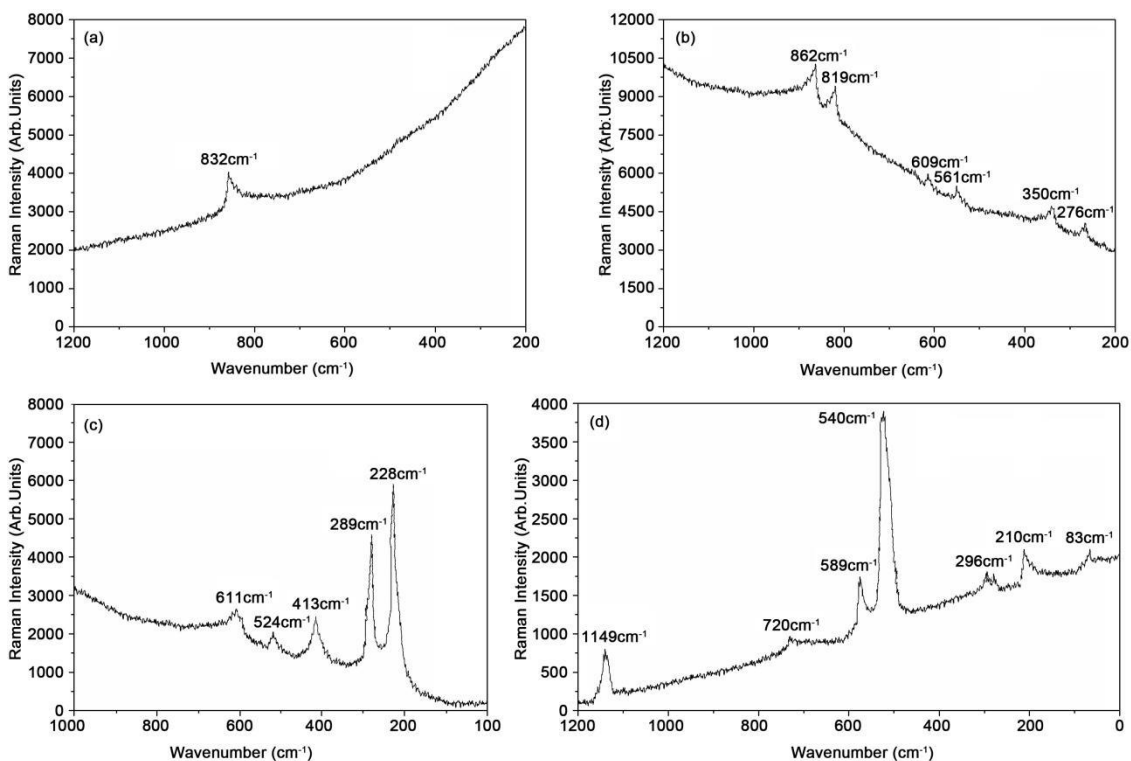 (a)
Raman Intensity (Arb.Units)
8000
7000
6000
5000
4000
3000
2000
1000
0
832cm-1
1200 1000 800 600 400 200
Wavenumber (cm-1)
(b)
Raman Intensity (Arb.Units)
12000
10500
9000
7500
6000
4500
3000
1500
0
862cm-1
819cm-1
609cm-1
561cm-1
350cm-1
276cm-1
1200 1000 800 600 400 200
Wavenumber (cm-1)
(c)
Raman Intensity (Arb.Units)
8000
7000
6000
5000
4000
3000
2000
1000
0
228cm-1
289cm-1
611cm-1
524cm-1
413cm-1
1000 800 600 400 200 100
Wavenumber (cm-1)
(d)
Raman Intensity (Arb.Units)
4000
3500
3000
2500
2000
1500
1000
500
0
540cm-1
589cm-1
210cm-1
83cm-1
296cm-1
720cm-1
1149cm-1
1200 1000 800 600 400 200 0
Wavenumber (cm-1)